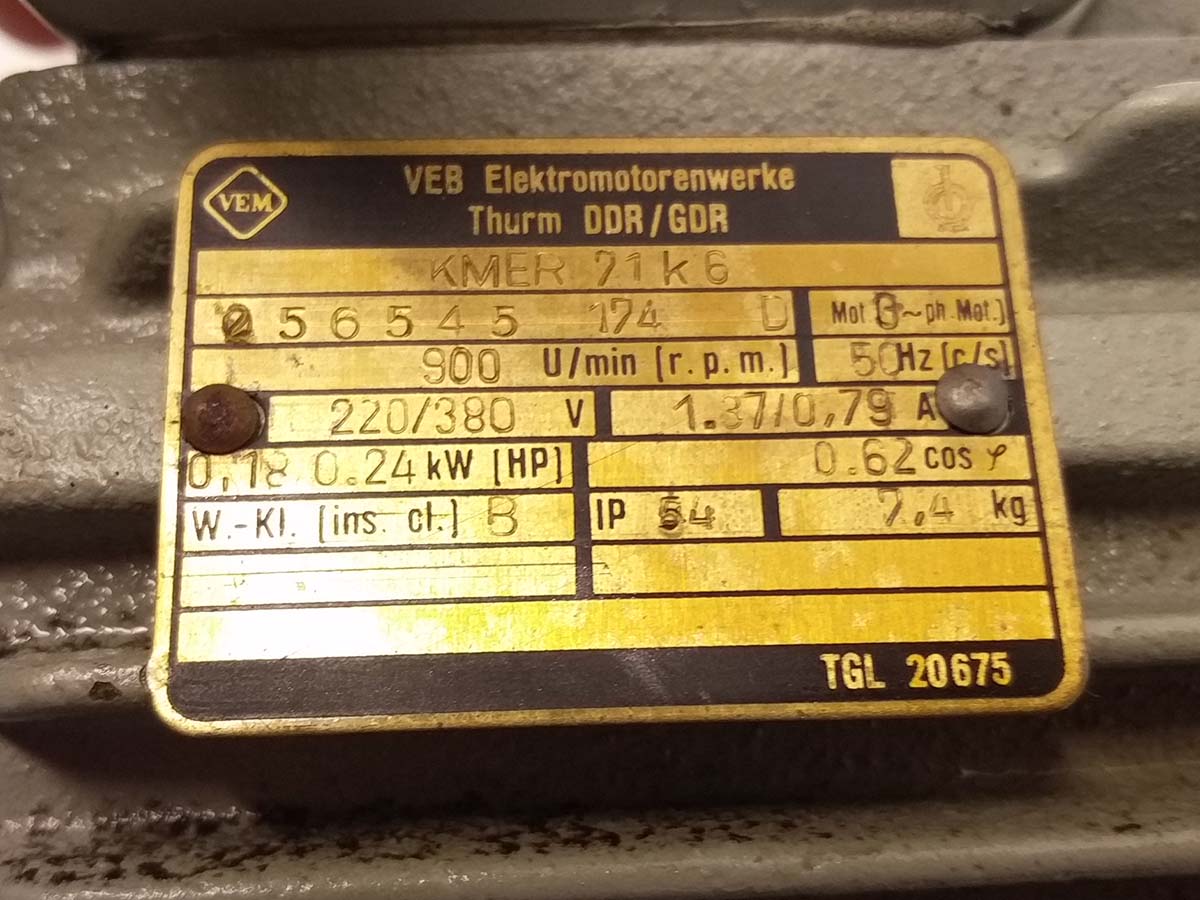 VEM
VEB Elektromotorenwerke
Thurm DDR/GDR
KMER 71 k 6
256545 174 D Mot 3~ph.Mot.)
900 U/min [r.p.m.] 50 Hz [c/s]
220/380 V 1.37/0,79 A
0,18 0.24 kW [HP] 0.62 cos φ
W.-Kl. [ins. cl.] B IP 54 7,4 kg
TGL 20675